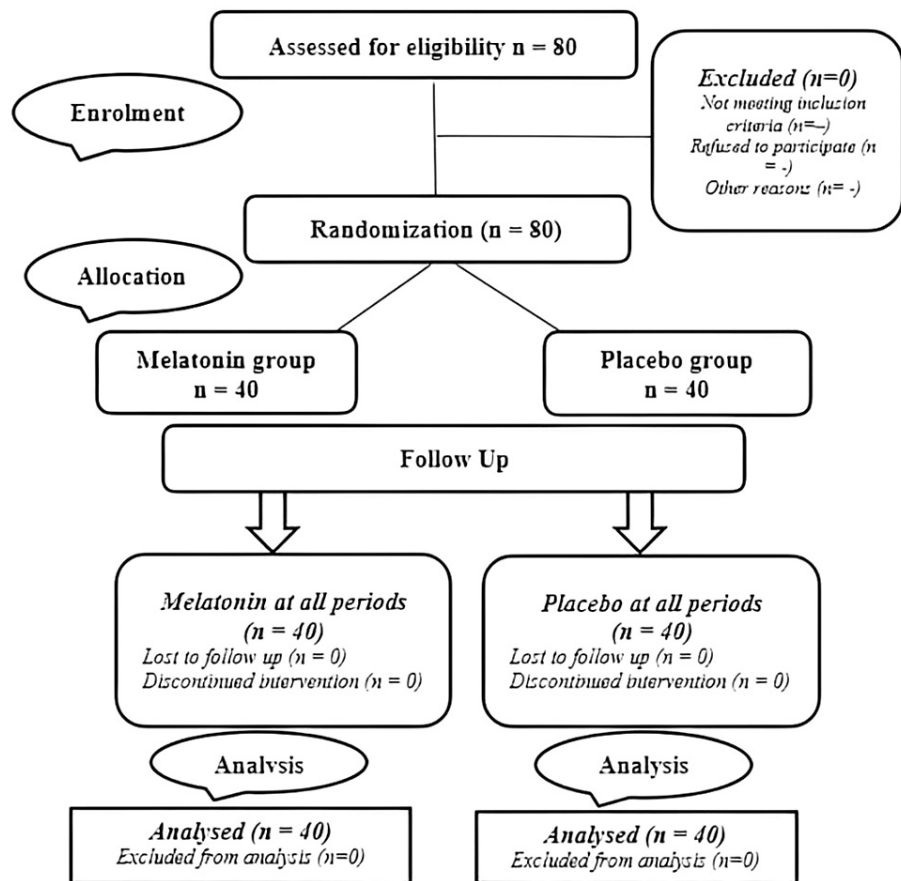 Assessed for eligibility n = 80
Excluded (n=0)
Not meeting inclusion
criteria (n=–)
Refused to participate (n
= -)
Other reasons (n= -)
Enrolment
Randomization (n = 80)
Allocation
Melatonin group
n = 40
Placebo group
n = 40
Follow Up
Melatonin at all periods
(n = 40)
Lost to follow up (n = 0)
Discontinued intervention (n = 0)
Placebo at all periods
(n = 40)
Lost to follow up (n = 0)
Discontinued intervention (n = 0)
Analysis
Analysis
Analysed (n = 40)
Excluded from analysis (n=0)
Analysed (n = 40)
Excluded from analysis (n=0)